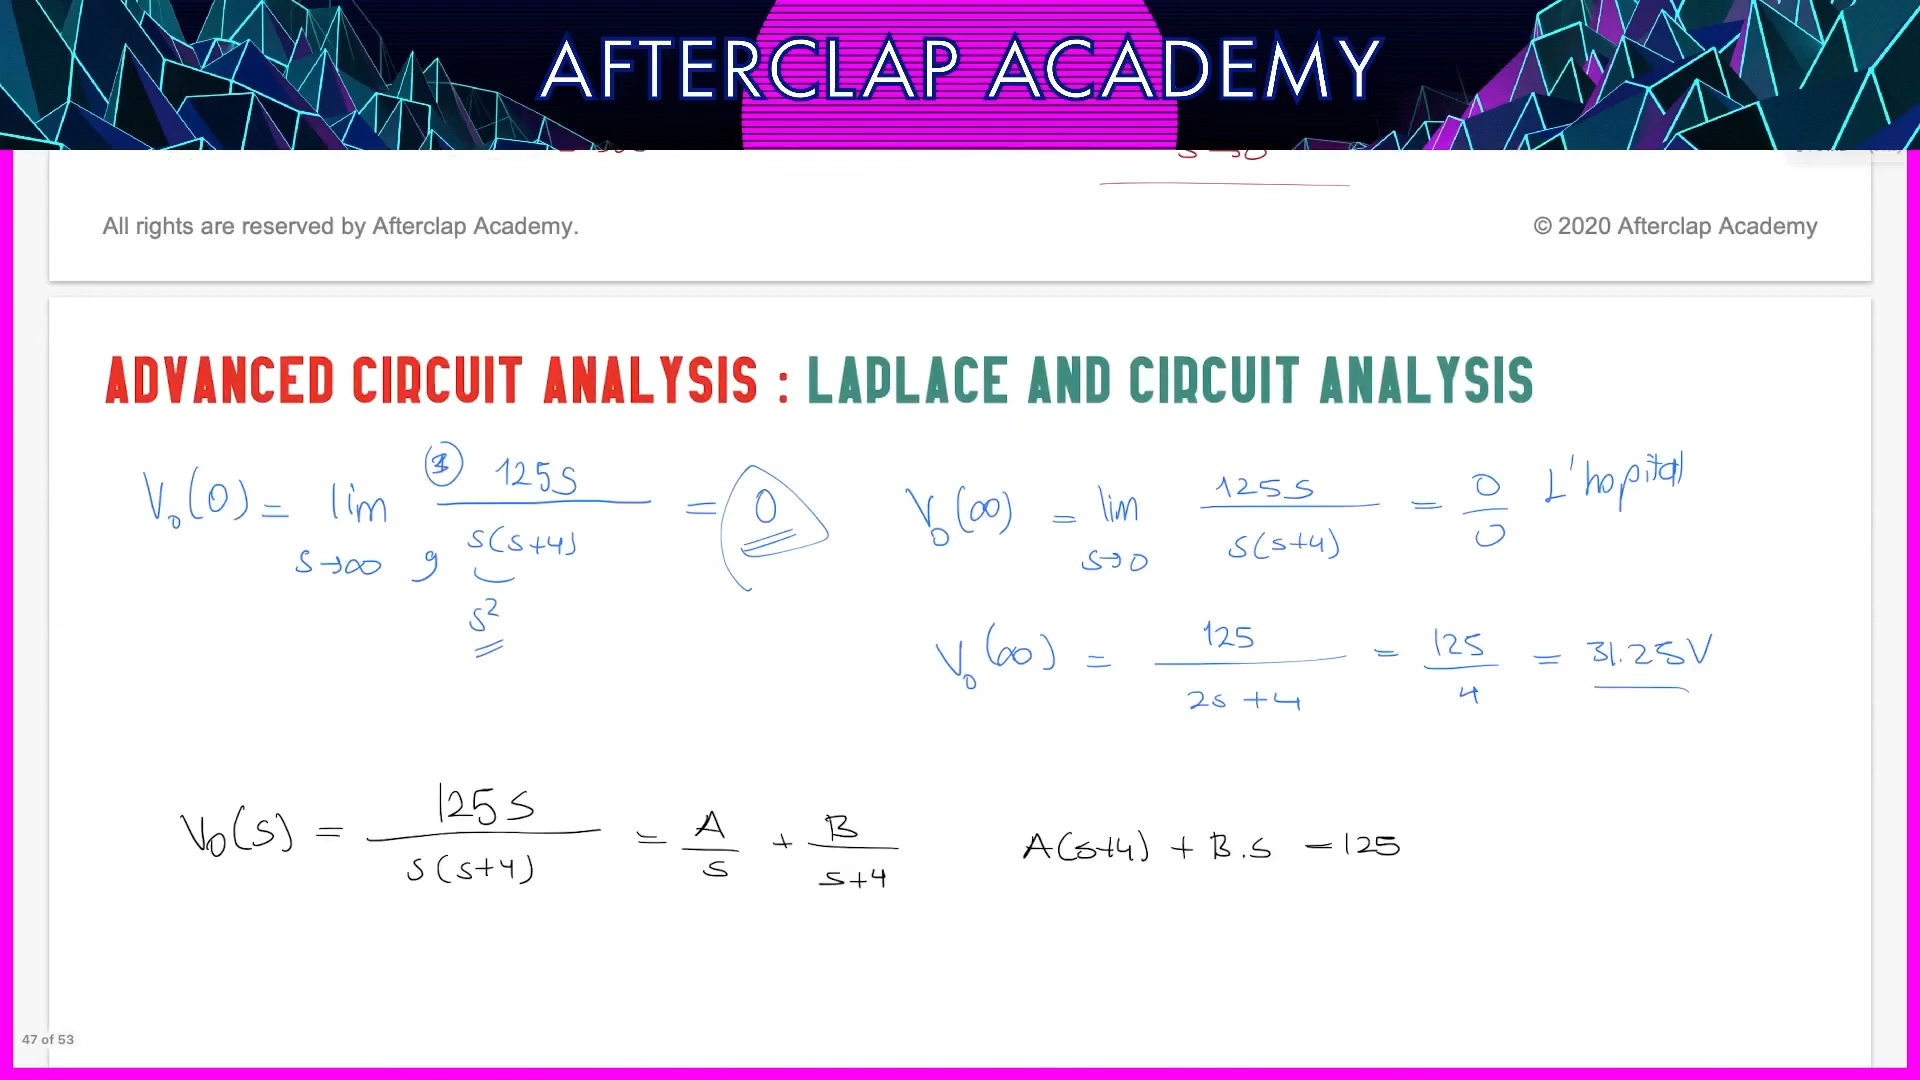 AFTERCLAP ACADEMY
All rights are reserved by Afterclap Academy.
© 2020 Afterclap Academy
ADVANCED CIRCUIT ANALYSIS : LAPLACE AND CIRCUIT ANALYSIS
V₀(0) = lim s→∞ 125s / s(s+4) = 0
s²
V₀(∞) = lim s→0 125s / s(s+4) = 0/0 L'hopital
V₀(∞) = 125 / 2s+4 = 125/4 = 31.25V
V₀(s) = 125s / s(s+4) = A/s + B/s+4
A(s+4) + B.s = 125
47 of 53